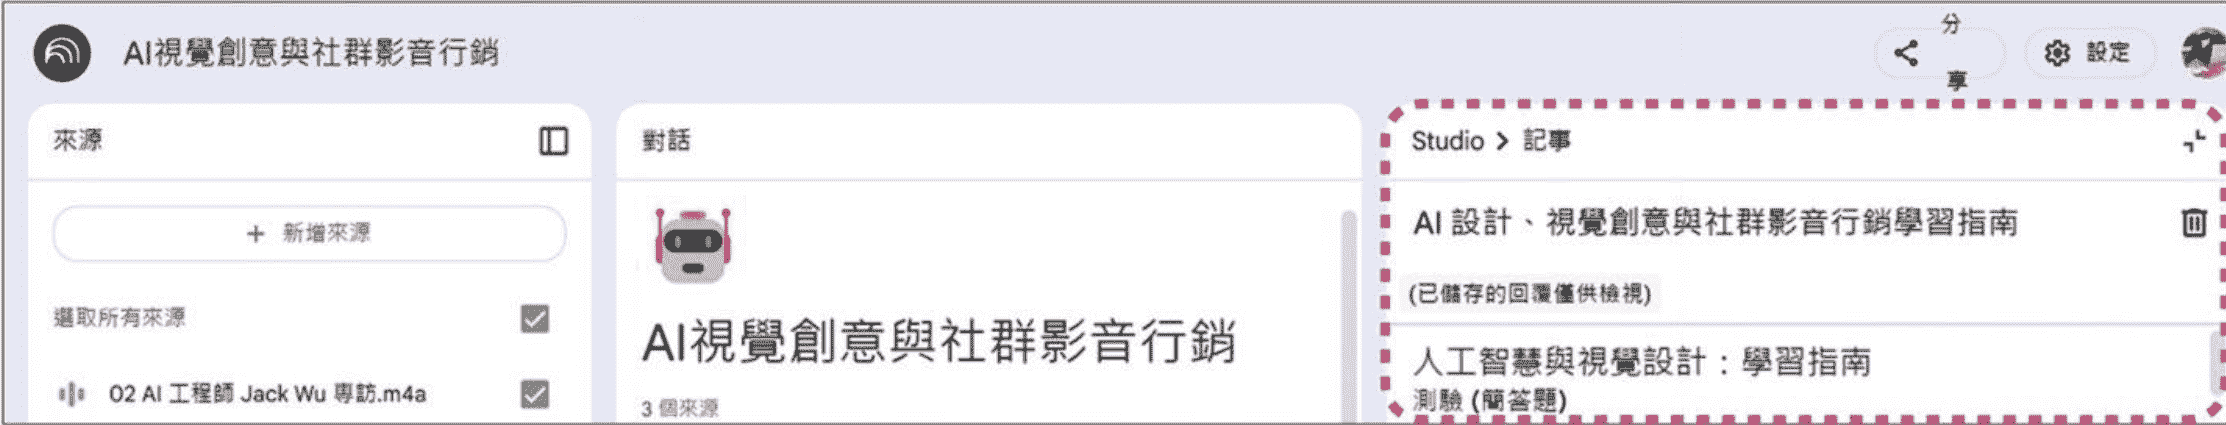 AI視覺創意與社群影音行銷
分享
設定
來源
新增來源
選取所有來源
02 AI 工程師 Jack Wu 專訪.m4a
對話
AI視覺創意與社群影音行銷
3 個來源
Studio > 記事
AI 設計、視覺創意與社群影音行銷學習指南
(已儲存的回覆僅供檢視)
人工智慧與視覺設計：學習指南
測驗 (簡答題)